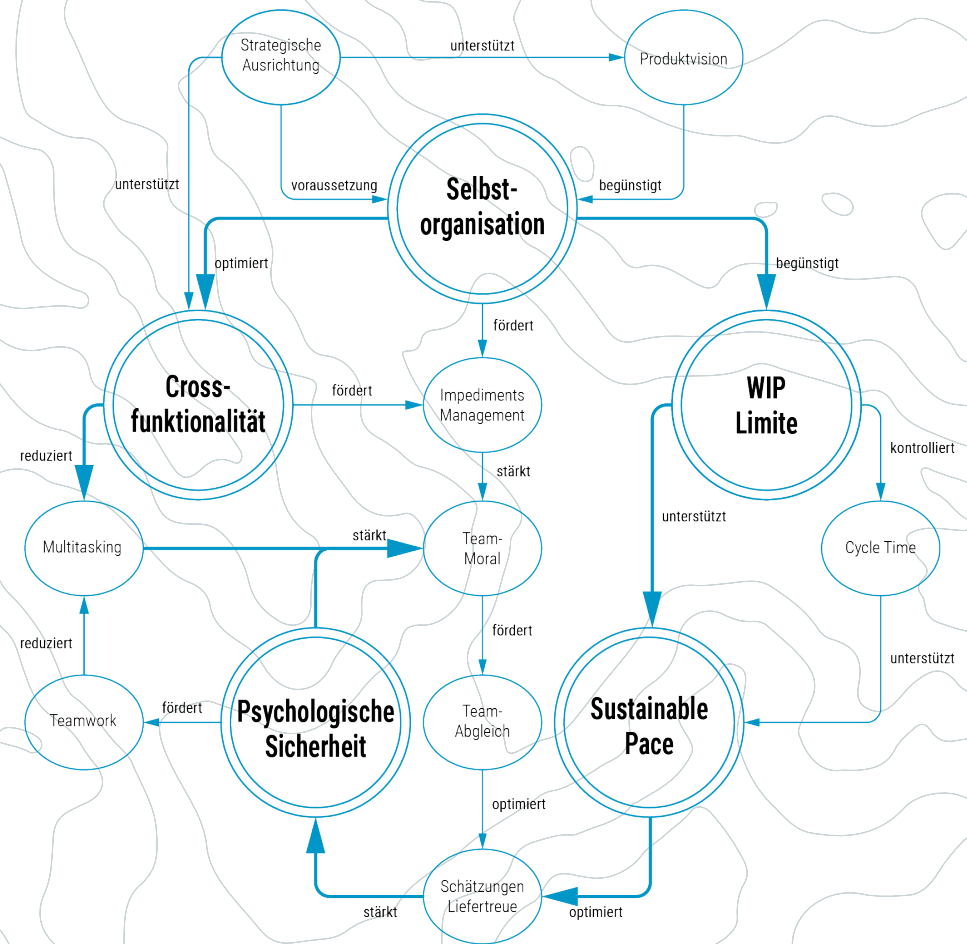 Strategische
Ausrichtung
unterstützt
Produktvision
unterstützt
voraussetzung
begünstigt
Selbst-
organisation
optimiert
begünstigt
fördert
Cross-
funktionalität
fördert
Impediments
Management
WIP
Limite
reduziert
stärkt
kontrolliert
unterstützt
Multitasking
stärkt
Team-
Moral
Cycle Time
reduziert
fördert
unterstützt
Teamwork
fördert
Psychologische
Sicherheit
Team-
Abgleich
Sustainable
Pace
optimiert
Schätzungen
Liefertreue
stärkt
optimiert